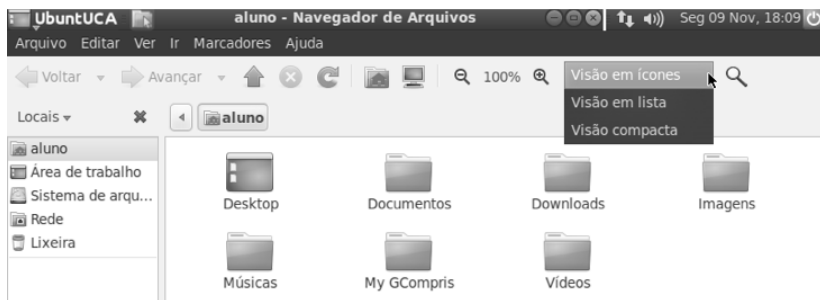 UbuntUCA aluno - Navegador de Arquivos Seg 09 Nov, 18:09
Arquivo Editar Ver Ir Marcadores Ajuda
Voltar Avançar 100% Visão em ícones
Visão em lista
Visão compacta
Locais aluno
aluno
Área de trabalho
Sistema de arqu...
Rede
Lixeira
Desktop Documentos Downloads Imagens
Músicas My GCompris Vídeos